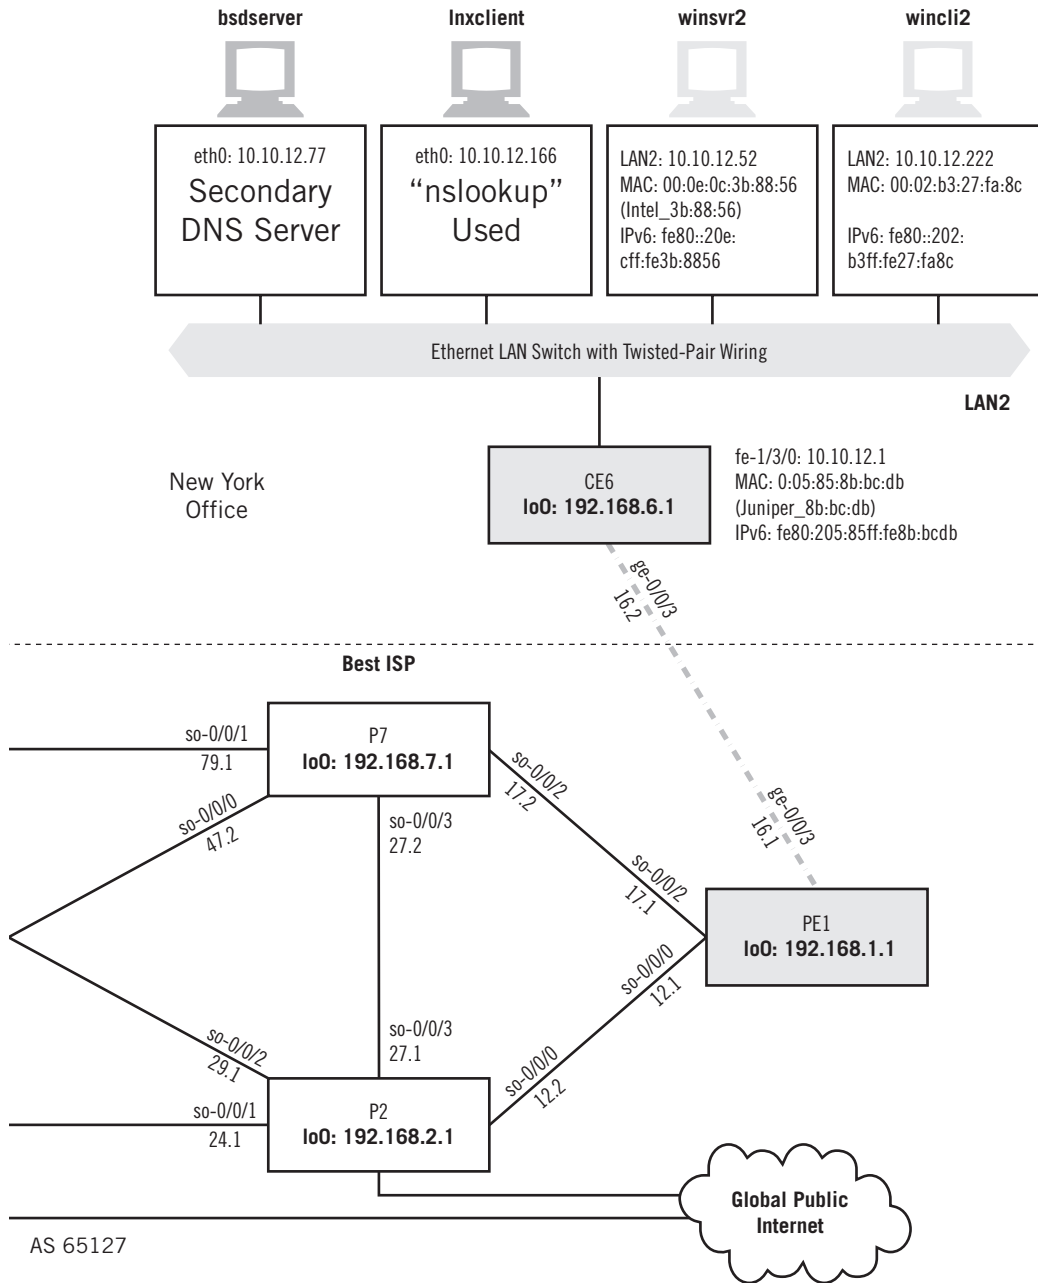 bsdserver
lnxclient
winsvr2
wincli2
eth0: 10.10.12.77
Secondary
DNS Server
eth0: 10.10.12.166
“nslookup”
Used
LAN2: 10.10.12.52
MAC: 00:0e:0c:3b:88:56
(Intel_3b:88:56)
IPv6: fe80::20e:
cff:fe3b:8856
LAN2: 10.10.12.222
MAC: 00:02:b3:27:fa:8c
IPv6: fe80::202:
b3ff:fe27:fa8c
Ethernet LAN Switch with Twisted-Pair Wiring
LAN2
New York
Office
CE6
lo0: 192.168.6.1
fe-1/3/0: 10.10.12.1
MAC: 0:05:85:8b:bc:db
(Juniper_8b:bc:db)
IPv6: fe80:205:85ff:fe8b:bcdb
ge-0/0/3
16.2
Best ISP
so-0/0/1
79.1
P7
lo0: 192.168.7.1
so-0/0/2
17.2
ge-0/0/3
16.1
so-0/0/0
47.2
so-0/0/3
27.2
so-0/0/2
17.1
PE1
lo0: 192.168.1.1
so-0/0/0
12.1
so-0/0/2
29.1
so-0/0/3
27.1
so-0/0/0
12.2
so-0/0/1
24.1
P2
lo0: 192.168.2.1
Global Public
Internet
AS 65127